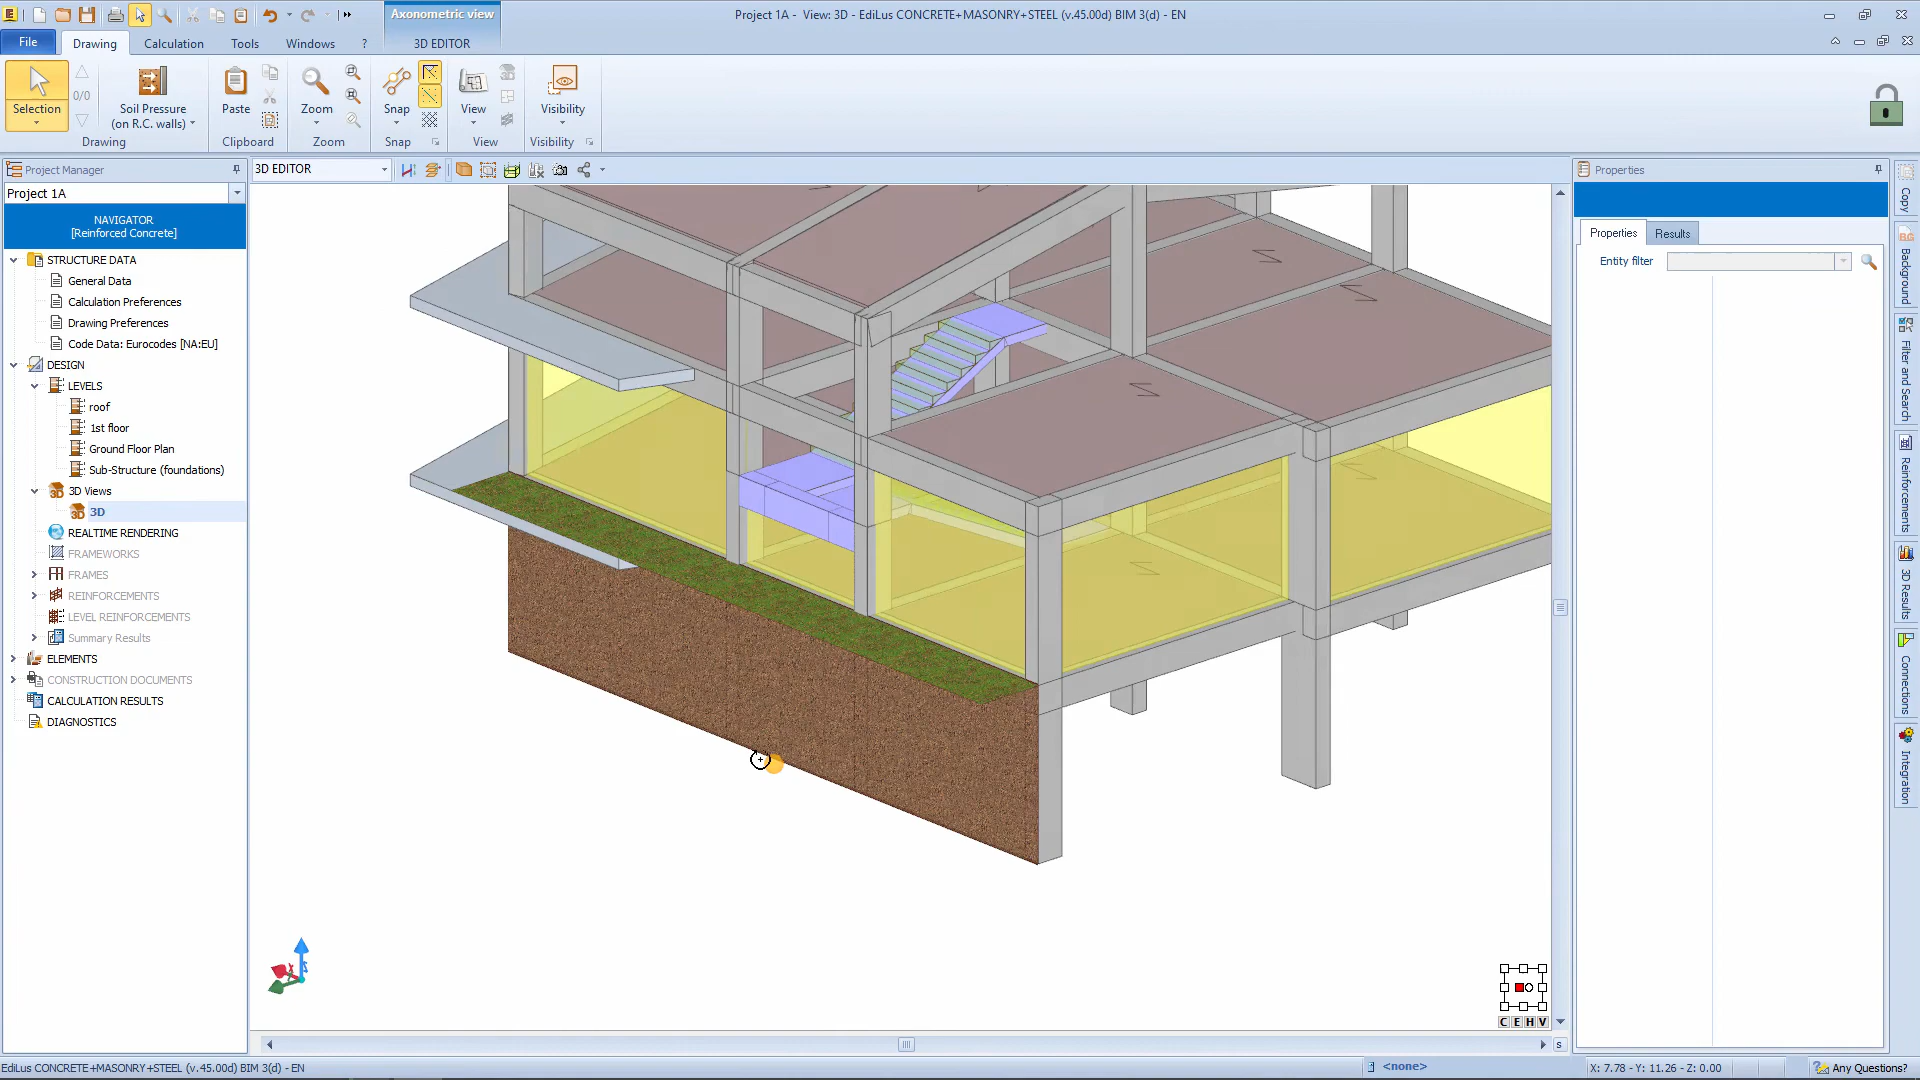 Axonometric view
Project 1A - View: 3D - EdiLus CONCRETE+MASONRY+STEEL (v.45.00d) BIM 3(d) - EN
File
Drawing
Calculation
Tools
Windows
?
3D EDITOR
Selection
0/0
Soil Pressure
(on R.C. walls)
Paste
Zoom
Snap
View
Visibility
Drawing
Clipboard
Zoom
Snap
View
Visibility
Project Manager
3D EDITOR
Properties
Project 1A
NAVIGATOR
[Reinforced Concrete]
STRUCTURE DATA
General Data
Calculation Preferences
Drawing Preferences
Code Data: Eurocodes [NA:EU]
DESIGN
LEVELS
roof
1st floor
Ground Floor Plan
Sub-Structure (foundations)
3D Views
3D
REALTIME RENDERING
FRAMEWORKS
FRAMES
REINFORCEMENTS
LEVEL REINFORCEMENTS
Summary Results
ELEMENTS
CONSTRUCTION DOCUMENTS
CALCULATION RESULTS
DIAGNOSTICS
Properties
Results
Entity filter
Copy
Background
Filter and Search
Reinforcements
3D Results
Connections
Integration
C E H V
S
EdiLus CONCRETE+MASONRY+STEEL (v.45.00d) BIM 3(d) - EN
<none>
X: 7.78 - Y: 11.26 - Z: 0.00
Any Questions?